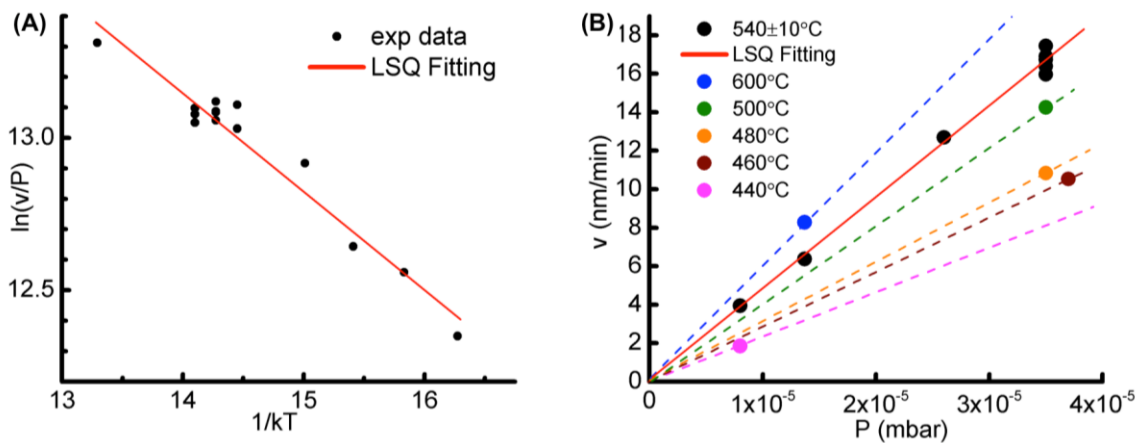 (A)
exp data
LSQ Fitting
ln(v/P)
13.0
12.5
13
14
15
16
1/kT
(B)
540±10°C
LSQ Fitting
600°C
500°C
480°C
460°C
440°C
v (nm/min)
18
16
14
12
10
8
6
4
2
0
0
1x10⁻⁵
2x10⁻⁵
3x10⁻⁵
4x10⁻⁵
P (mbar)